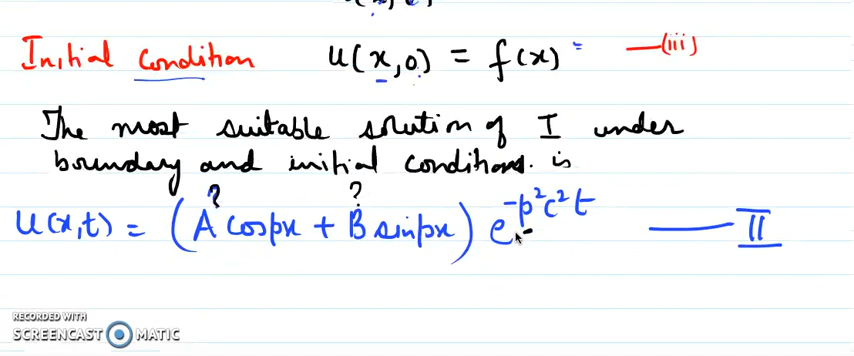 Initial Condition u(x,0) = f(x) = —(iii)
The most suitable solution of I under
boundary and initial conditions is
? ?
u(x,t) = (A cospx + B sinpx) e^{-p²c²t} — II
RECORDED WITH
SCREENCAST MATIC